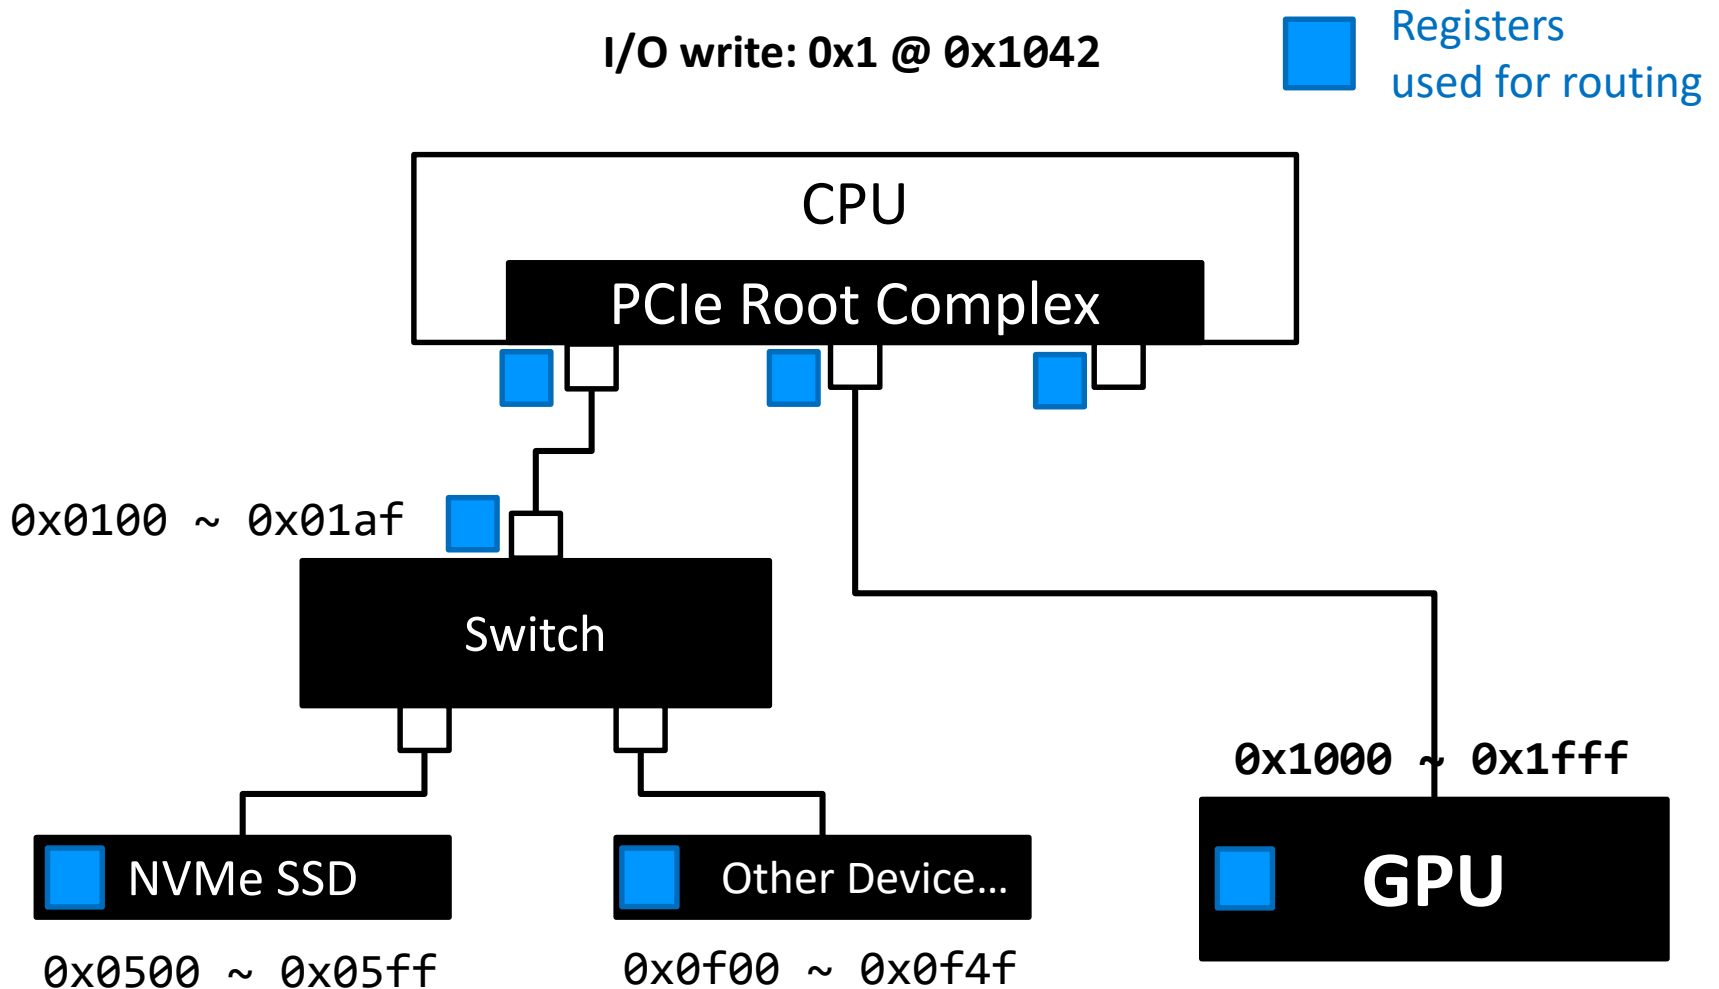 I/O write: 0x1 @ 0x1042
Registers
used for routing
CPU
PCIe Root Complex
0x0100 ~ 0x01af
Switch
0x1000 ~ 0x1fff
NVMe SSD
Other Device…
GPU
0x0500 ~ 0x05ff
0x0f00 ~ 0x0f4f